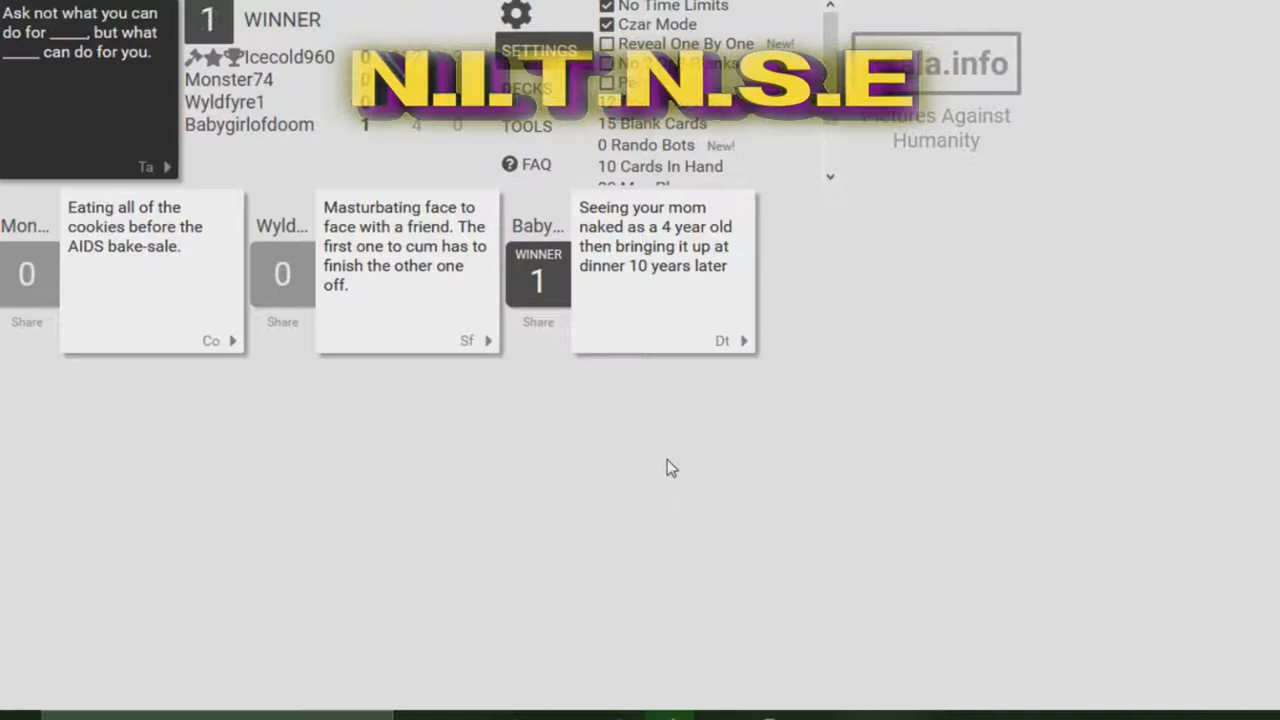 Ask not what you can
do for _____, but what
_____ can do for you.
Ta
1 WINNER
Icecold960 0
Monster74
Wyldfyre1
Babygirlofdoom 1 4 0
SETTINGS
DECKS
TOOLS
FAQ
No Time Limits
Czar Mode
Reveal One By One New!
15 Blank Cards
0 Rando Bots New!
10 Cards In Hand
N.I.T.N.S.E
.info
Pictures Against
Humanity
Mon...
0
Share
Eating all of the
cookies before the
AIDS bake-sale.
Co
Wyld...
0
Share
Masturbating face to
face with a friend. The
first one to cum has to
finish the other one
off.
Sf
Baby...
WINNER
1
Share
Seeing your mom
naked as a 4 year old
then bringing it up at
dinner 10 years later
Dt